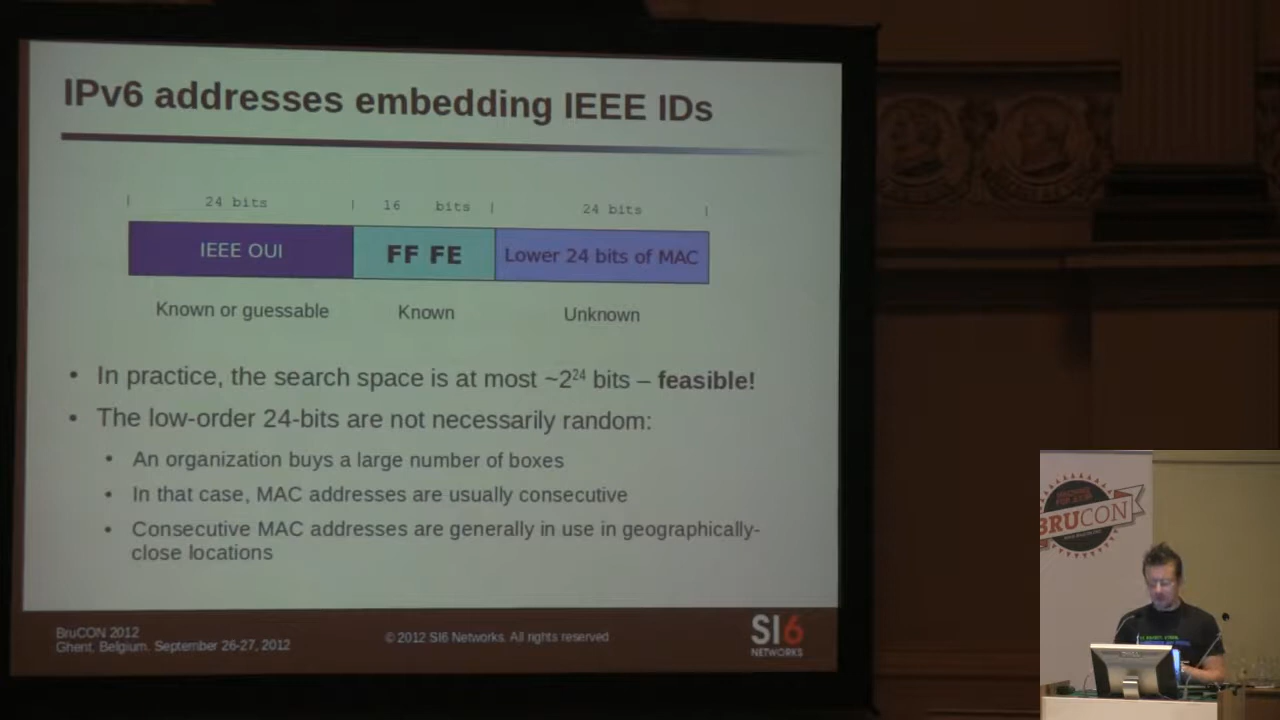 IPv6 addresses embedding IEEE IDs
| 24 bits | 16 bits | 24 bits |
IEEE OUI FF FE Lower 24 bits of MAC
Known or guessable Known Unknown
• In practice, the search space is at most ~2²⁴ bits – feasible!
• The low-order 24-bits are not necessarily random:
• An organization buys a large number of boxes
• In that case, MAC addresses are usually consecutive
• Consecutive MAC addresses are generally in use in geographically-
close locations
BruCON 2012
Ghent, Belgium. September 26-27, 2012
© 2012 SI6 Networks. All rights reserved
SI6
NETWORKS
BRUCON